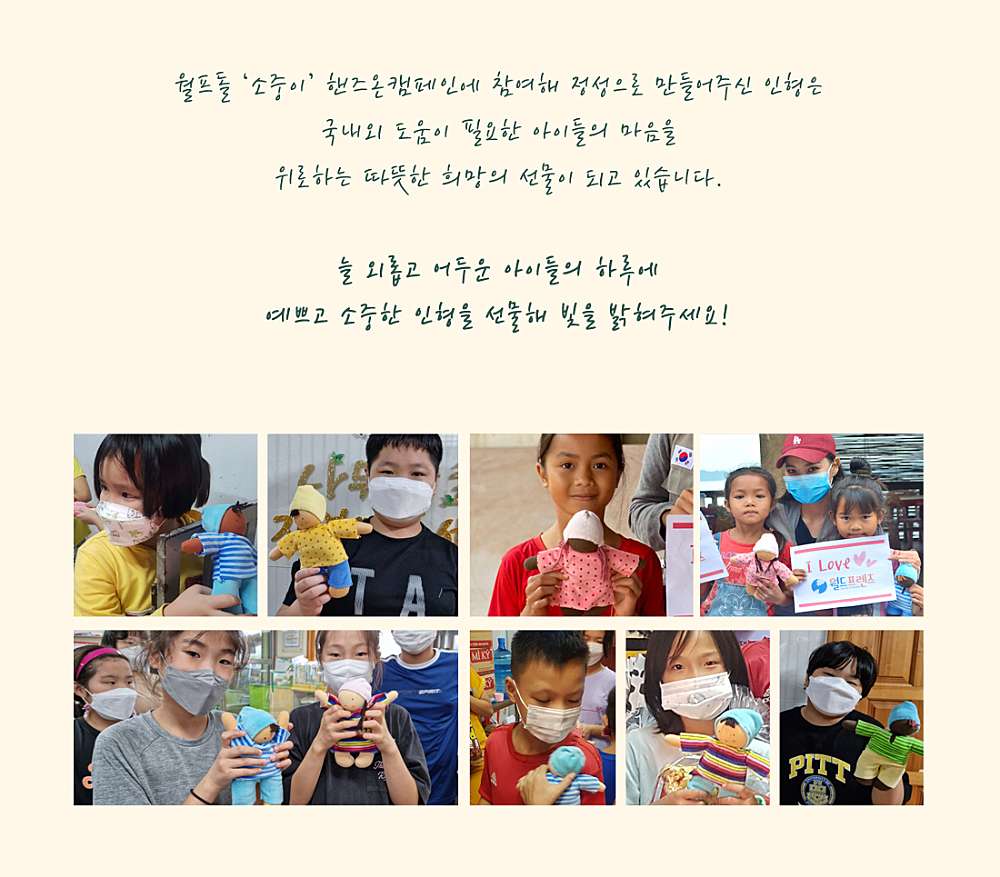 월프돌 ‘소중이’ 핸즈온캠페인에 참여해 정성으로 만들어주신 인형은
국내외 도움이 필요한 아이들의 마음을
위로하는 따뜻한 희망의 선물이 되고 있습니다.
늘 외롭고 어두운 아이들의 하루에
예쁘고 소중한 인형을 선물해 빛을 밝혀주세요!
TA
I Love
월드프렌즈
MÌ KÝ
SPIRIT
PITT